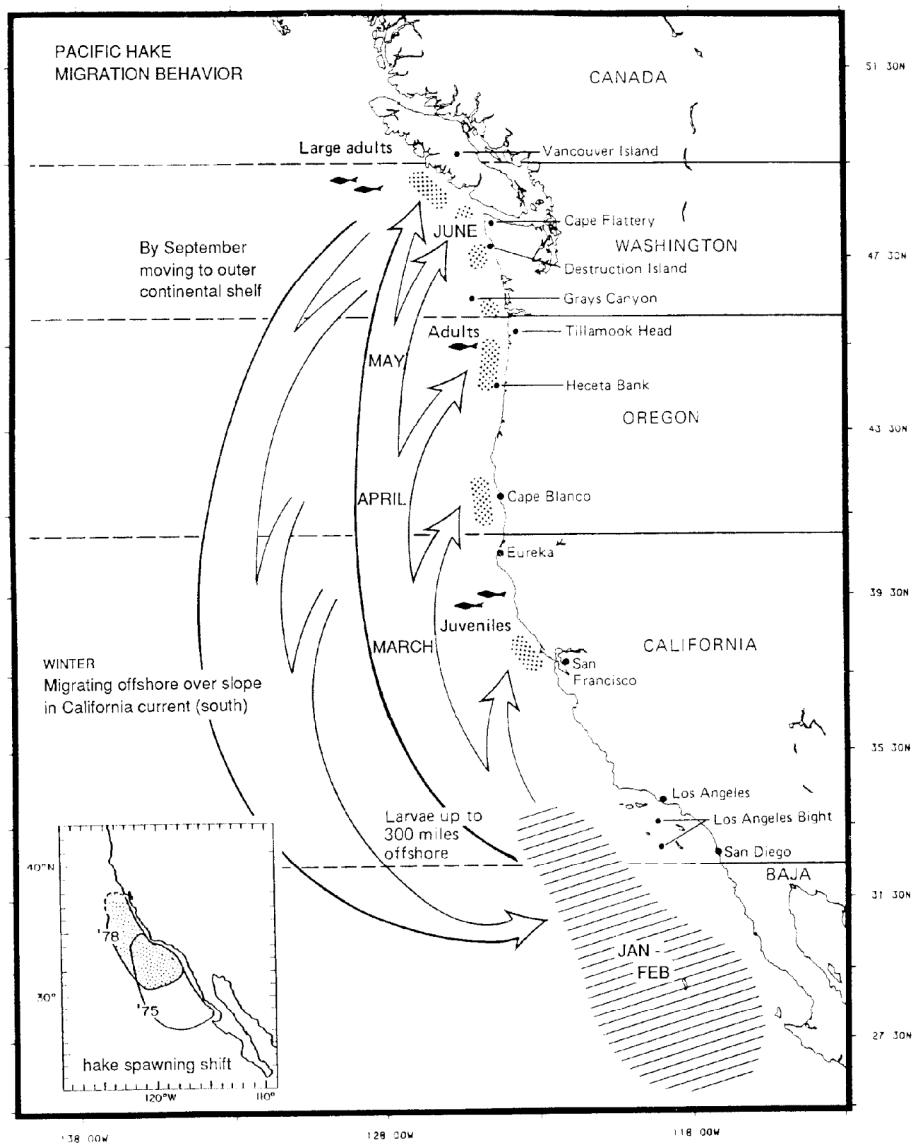 PACIFIC HAKE
MIGRATION BEHAVIOR
CANADA
51 30N
Large adults
Vancouver Island
Cape Flattery
JUNE
WASHINGTON
By September
moving to outer
continental shelf
47 30N
Destruction Island
Grays Canyon
Adults
Tillamook Head
MAY
Heceta Bank
OREGON
43 30N
APRIL
Cape Blanco
Eureka
39 30N
Juveniles
MARCH
CALIFORNIA
WINTER
Migrating offshore over slope
in California current (south)
San
Francisco
35 30N
Los Angeles
Larvae up to
300 miles
offshore
Los Angeles Bight
San Diego
BAJA
31 30N
40°N
'78
30°
'75
hake spawning shift
120°W
110°
JAN -
FEB
27 30N
138 00W
128 00W
118 00W